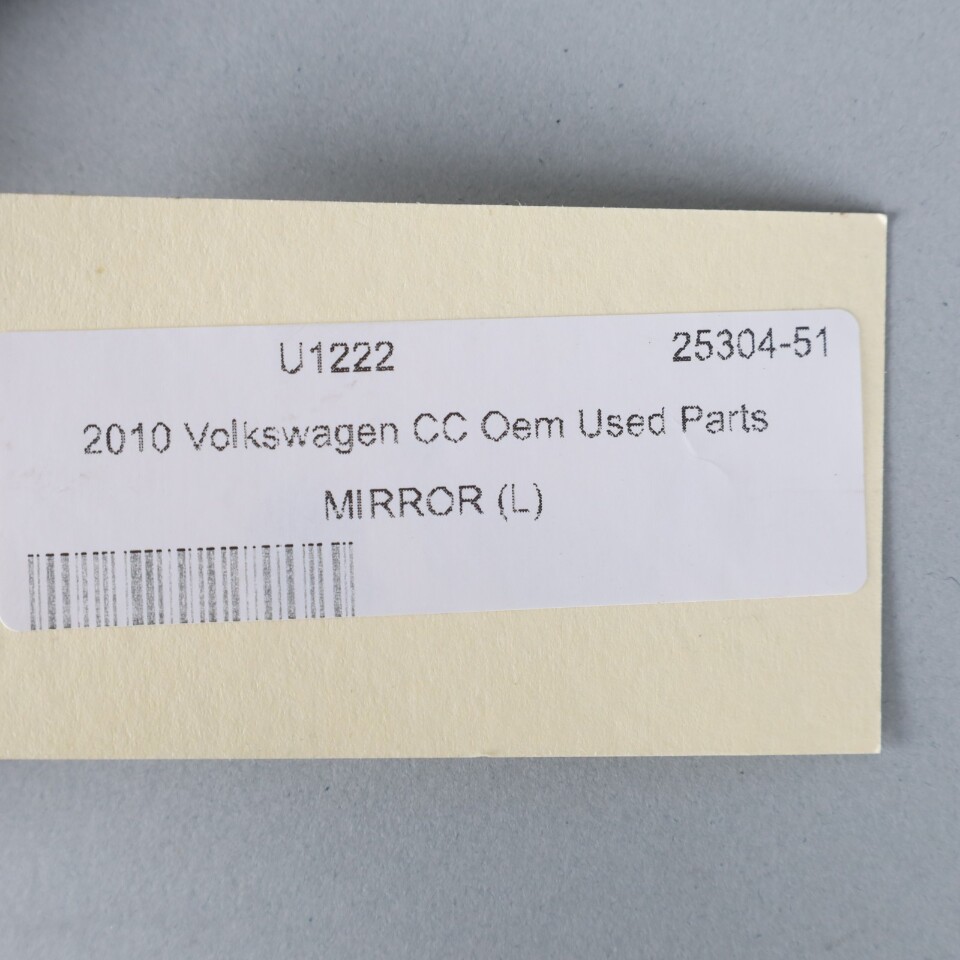 U1222 25304-51
2010 Volkswagen CC Oem Used Parts
MIRROR (L)